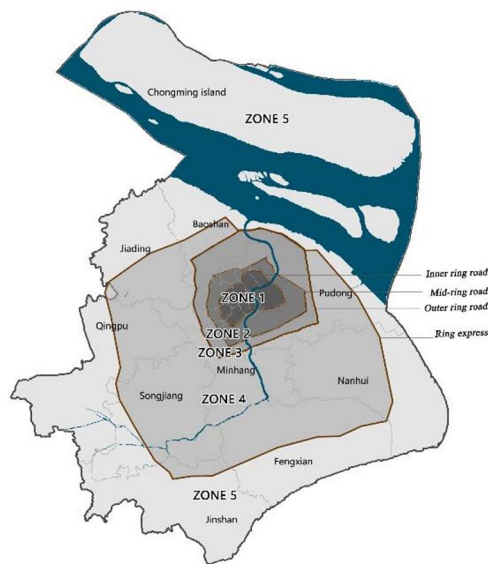 Chongming island
ZONE 5
Baoshan
Jiading
Inner ring road
ZONE 1
Pudong
Mid-ring road
Outer ring road
Qingpu
ZONE 2
Ring express
ZONE 3
Minhang
Nanhui
Songjiang
ZONE 4
Fengxian
ZONE 5
Jinshan